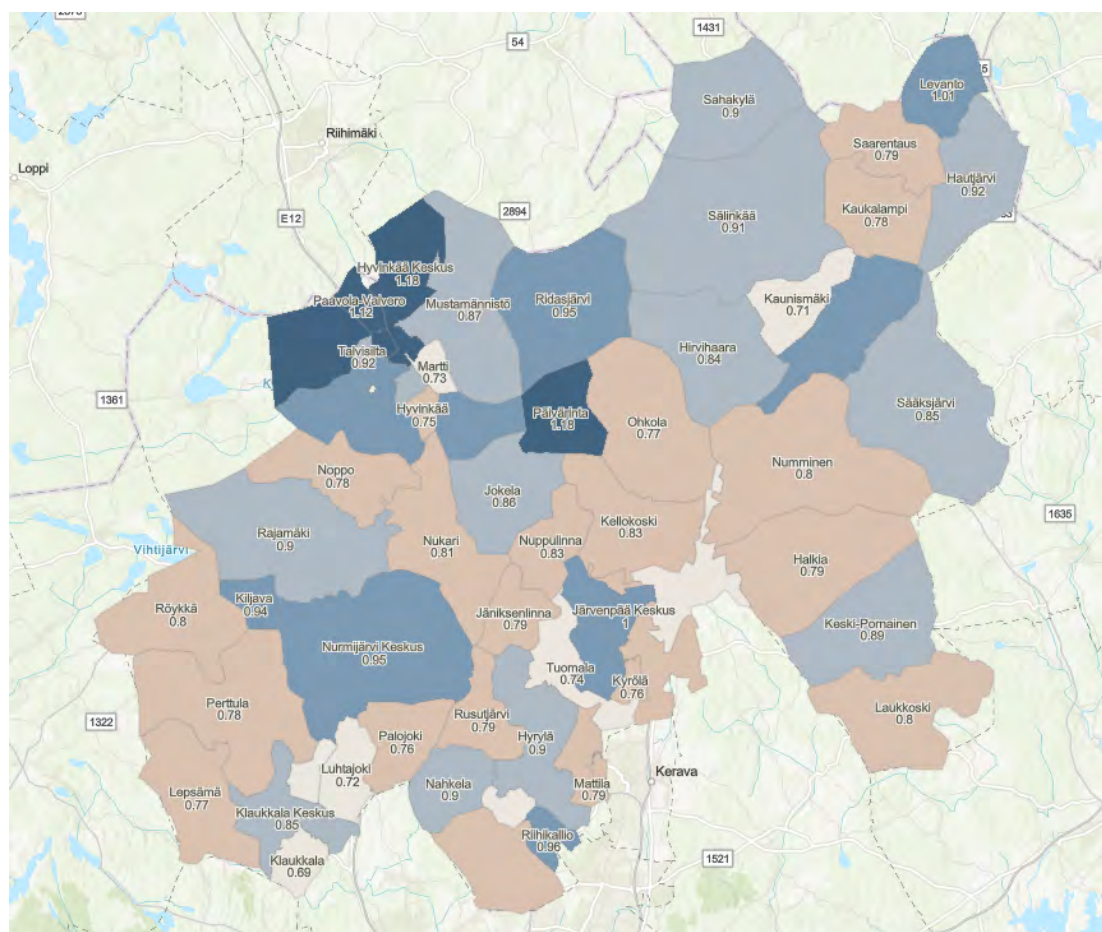 1431
54
Levanto
1.01
Sahakylä
0.9
Riihimäki
Saarentaus
0.79
Loppi
Hautjärvi
0.92
Kaukalampi
0.78
E12
2894
Sälinkää
0.91
Hyvinkää Keskus
1.18
Paavola-Valvero
1.12
Mustamännistö
0.87
Ridasjärvi
0.95
Kaunismäki
0.71
Hirvihaara
0.84
Talvisilta
0.92
Martti
0.73
1361
Hyvinkää
0.75
Päivärinta
1.18
Ohkola
0.77
Sääksjärvi
0.85
Noppo
0.78
Numminen
0.8
Jokela
0.86
Kellokoski
0.83
1635
Rajamäki
0.9
Nukari
0.81
Nuppulinna
0.83
Vihtijärvi
Halkia
0.79
Kiljava
0.94
Röykkä
0.8
Jäniksenlinna
0.79
Järvenpää Keskus
1
Keski-Pornainen
0.89
Nurmijärvi Keskus
0.95
Tuomala
0.74
Kyrölä
0.76
Perttula
0.78
Laukkoski
0.8
1322
Rusutjärvi
0.79
Palojoki
0.76
Hyrylä
0.9
Luhtajoki
0.72
Kerava
Lepsämä
0.77
Nahkela
0.9
Mattila
0.79
Klaukkala Keskus
0.85
Riihikallio
0.96
Klaukkala
0.69
1521